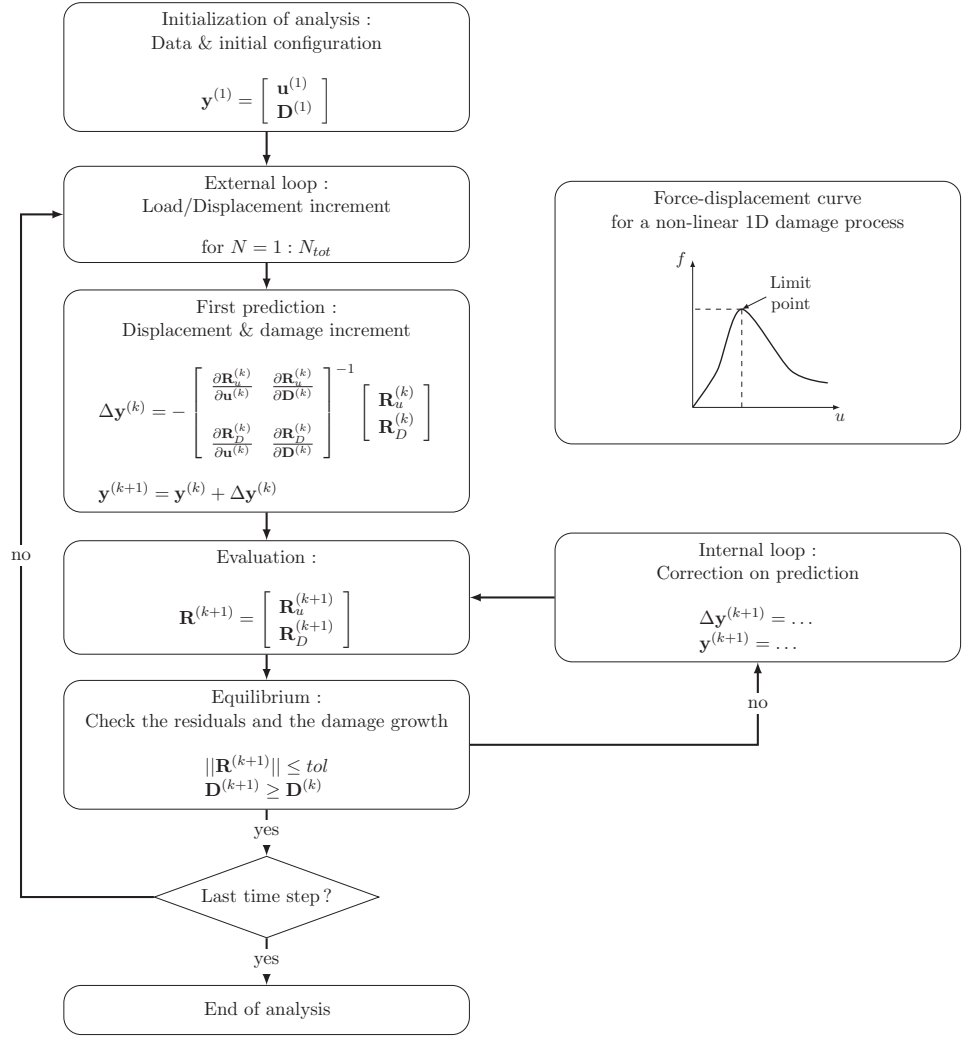 Initialization of analysis :
Data & initial configuration
𝐲^{(1)} = [ 𝐮^{(1)}
𝐃^{(1)} ]
External loop :
Load/Displacement increment
for N = 1 : N_{tot}
First prediction :
Displacement & damage increment
Δ𝐲^{(k)} = − [ ∂𝐑_u^{(k)}/∂𝐮^{(k)} ∂𝐑_u^{(k)}/∂𝐃^{(k)}
∂𝐑_D^{(k)}/∂𝐮^{(k)} ∂𝐑_D^{(k)}/∂𝐃^{(k)} ]^{−1} [ 𝐑_u^{(k)}
𝐑_D^{(k)} ]
𝐲^{(k+1)} = 𝐲^{(k)} + Δ𝐲^{(k)}
Evaluation :
𝐑^{(k+1)} = [ 𝐑_u^{(k+1)}
𝐑_D^{(k+1)} ]
Equilibrium :
Check the residuals and the damage growth
||𝐑^{(k+1)}|| ≤ tol
𝐃^{(k+1)} ≥ 𝐃^{(k)}
yes
Last time step ?
yes
End of analysis
no
Force-displacement curve
for a non-linear 1D damage process
f
Limit
point
u
Internal loop :
Correction on prediction
Δ𝐲^{(k+1)} = …
𝐲^{(k+1)} = …
no